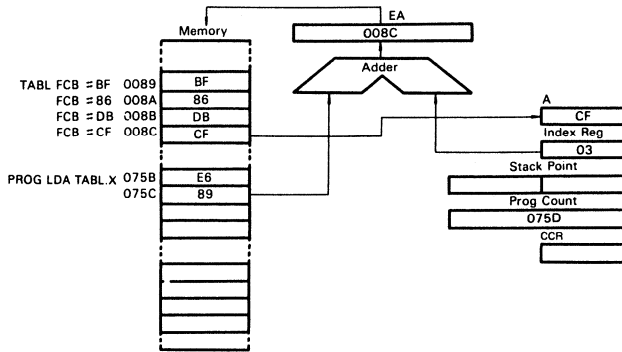 EA
Memory
008C
Adder
TABL FCB = BF 0089 BF
FCB = 86 008A 86
FCB = DB 008B DB
FCB = CF 008C CF
A
CF
Index Reg
03
Stack Point
PROG LDA TABL.X 075B E6
075C 89
Prog Count
075D
CCR